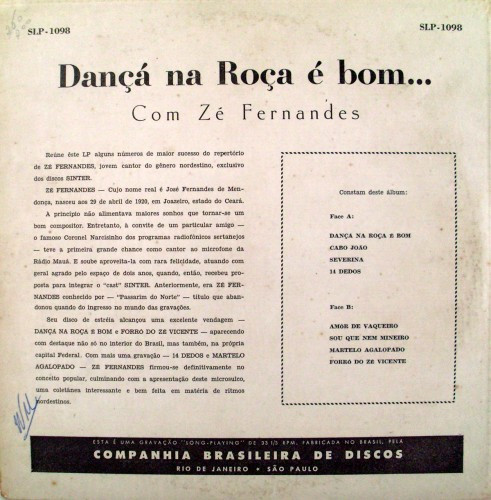 SLP-1098
SLP-1098
Dançá na Roça é bom...
Com Zé Fernandes
Reúne êste LP alguns números de maior sucesso do repertório
de ZÉ FERNANDES, jovem cantor do gênero nordestino, exclusivo
dos discos SINTER.
ZÉ FERNANDES — Cujo nome real é José Fernandes de Men-
donça, nasceu aos 29 de abril de 1920, em Joazeiro, estado do Ceará.
A princípio não alimentava maiores sonhos que tornar-se um
bom compositor. Entretanto, à convite de um particular amigo —
o famoso Coronel Narcisinho dos programas radiofônicos sertanejos
— teve a primeira grande chance como cantor ao microfone da
Rádio Mauá. E soube aproveita-la com rara felicidade, atuando com
geral agrado pelo espaço de dois anos, quando, então, recebeu pro-
posta para integrar o "cast" SINTER. Anteriormente, era ZÉ FER-
NANDES conhecido por — "Passarim do Norte" — título que aban-
donou quando do ingresso no mundo das gravações.
Seu disco de estréia alcançou uma excelente vendagem —
DANÇA NA ROÇA É BOM e FORRO DO ZÉ VICENTE — aparecendo
com destaque não só no interior do Brasil, mas também, na própria
capital Federal. Com mais uma gravação — 14 DEDOS e MARTELO
AGALOPADO — ZÉ FERNANDES firmou-se definitivamente no
conceito popular, culminando com a apresentação deste microsulco,
uma coletânea interessante e bem feita em matéria de ritmos
nordestinos.
Constam deste álbum:
Face A:
DANÇA NA ROÇA É BOM
CABO JOÃO
SEVERINA
14 DEDOS
Face B:
AMOR DE VAQUEIRO
SOU QUE NEM MINEIRO
MARTELO AGALOPADO
FORRÓ DO ZÉ VICENTE
ESTA É UMA GRAVAÇÃO "LONG-PLAYING" DE 33 1/3 RPM, FABRICADA NO BRASIL, PELA
COMPANHIA BRASILEIRA DE DISCOS
RIO DE JANEIRO • SÃO PAULO